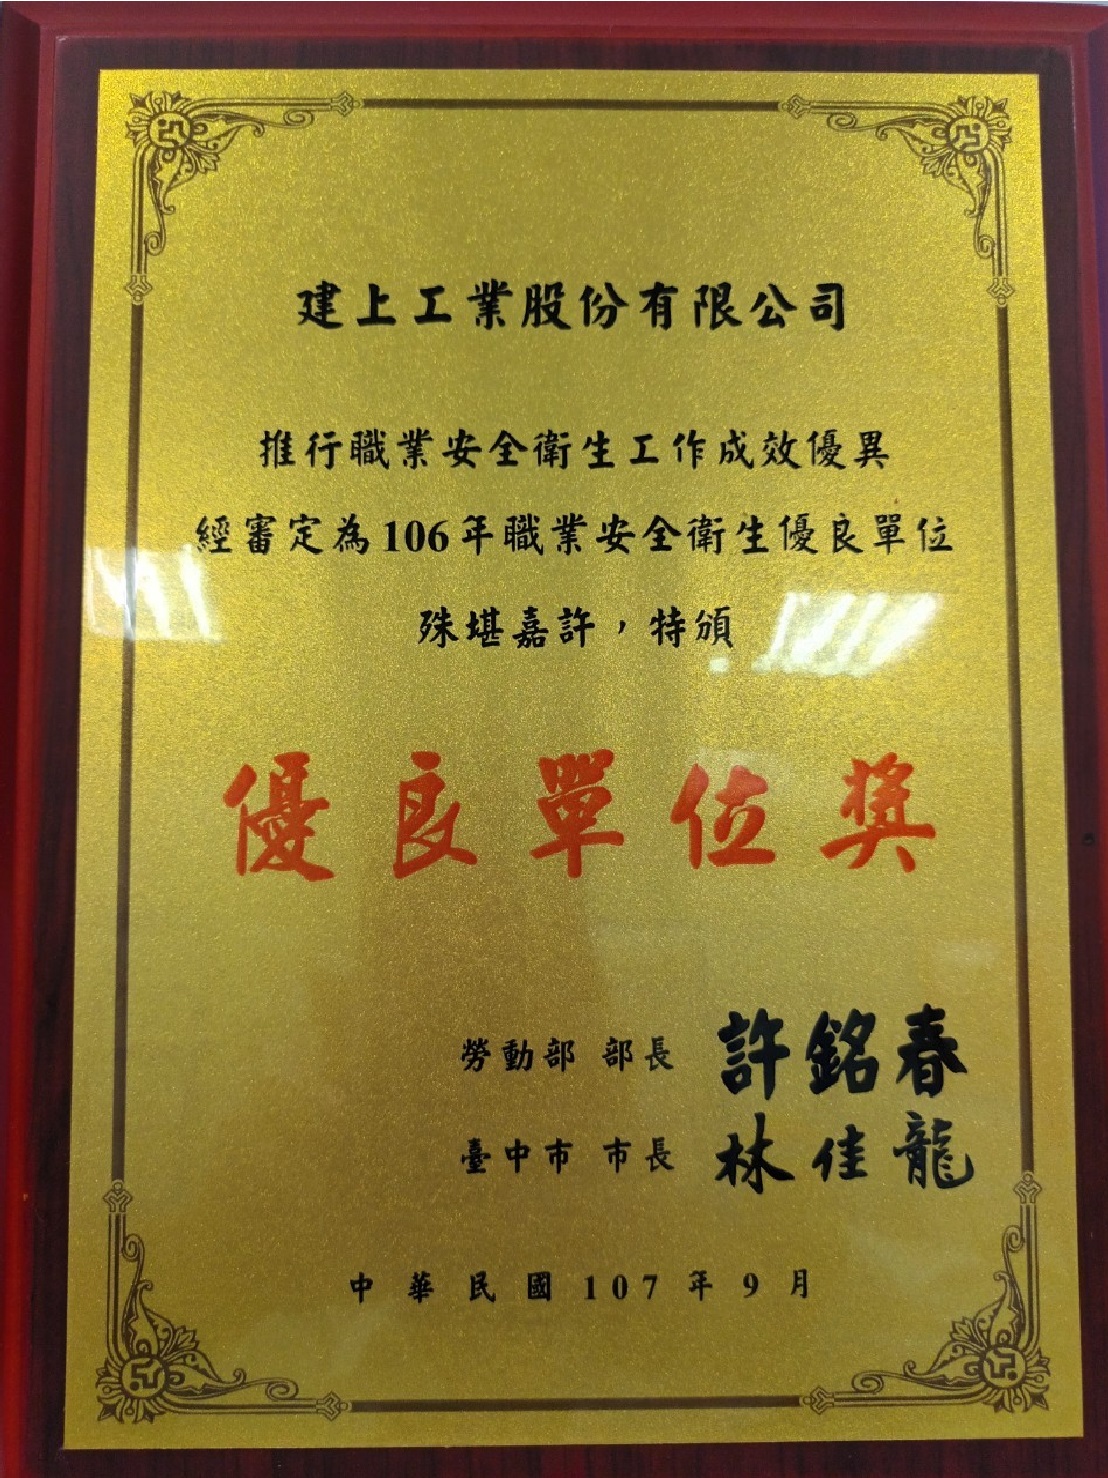 建上工業股份有限公司
推行職業安全衛生工作成效優異
經審定為106年職業安全衛生優良單位
殊堪嘉許，特頒
優良單位獎
勞動部 部長 許銘春
臺中市 市長 林佳龍
中華民國107年9月